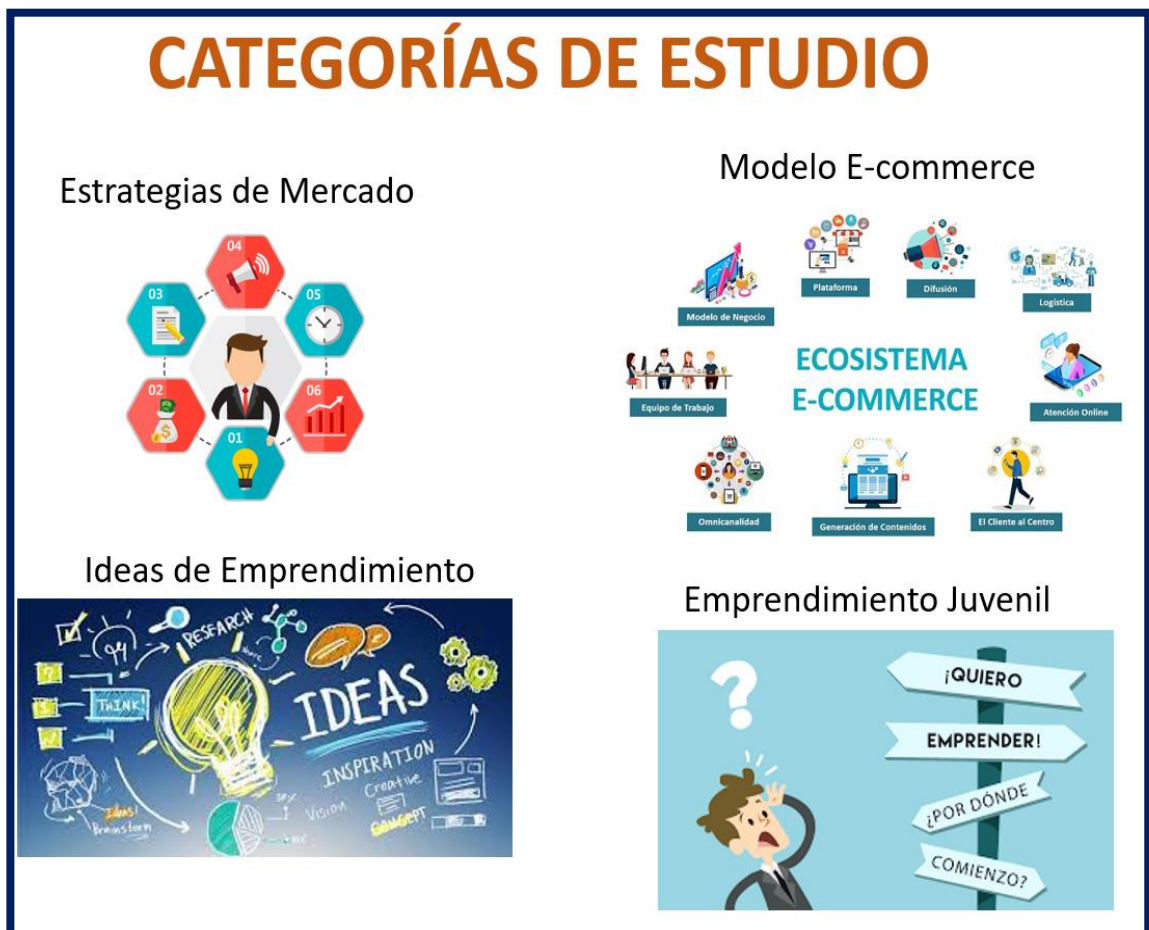 CATEGORÍAS DE ESTUDIO
Estrategias de Mercado
04
03
05
02
06
01
Modelo E-commerce
Plataforma
Difusión
Logística
Modelo de Negocio
ECOSISTEMA
E-COMMERCE
Equipo de Trabajo
Atención Online
Omnicanalidad
Generación de Contenidos
El Cliente al Centro
Ideas de Emprendimiento
RESEARCH
THINK!
IDEAS
INSPIRATION
Creative
Vision
CONCEPT
Ideas!
Brainstorm
Emprendimiento Juvenil
?
¡QUIERO
EMPRENDER!
¿POR DÓNDE
COMIENZO?